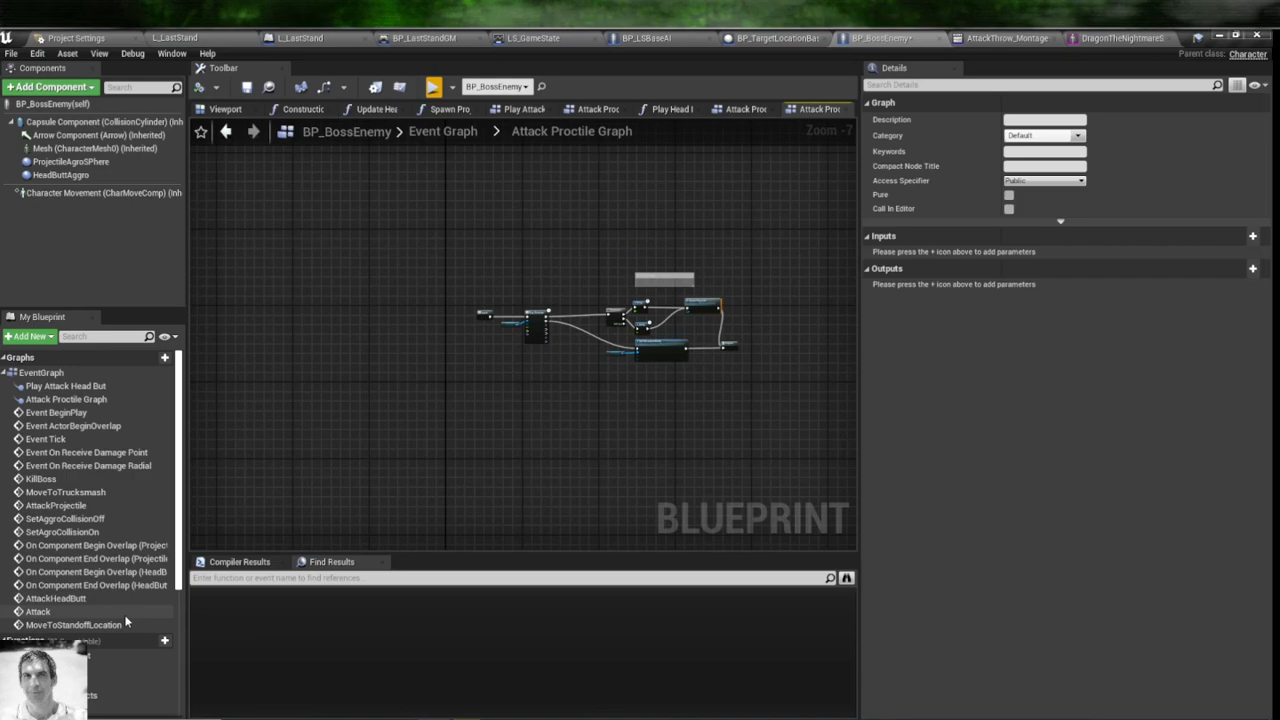 Project Settings
L_LastStand
L_LastStand
BP_LastStandGM
LS_GameState
BP_LSBaseAI
BP_TargetLocationBas
BP_BossEnemy*
AttackThrow_Montage
DragonTheNightmareS
File Edit Asset View Debug Window Help
Parent class: Character
Components
+ Add Component
Search
BP_BossEnemy(self)
Capsule Component (CollisionCylinder) (Inh
Arrow Component (Arrow) (Inherited)
Mesh (CharacterMesh0) (Inherited)
ProjectileAgroSPhere
HeadButtAggro
Character Movement (CharMoveComp) (Inh
Toolbar
BP_BossEnemy
Viewport
Constructic
Update Hea
Spawn Pro
Play Attack
Attack Proc
Play Head I
Attack Proc
Attack Proc
BP_BossEnemy > Event Graph > Attack Proctile Graph
Zoom -7
BLUEPRINT
My Blueprint
+ Add New
Search
Graphs
EventGraph
Play Attack Head But
Attack Proctile Graph
Event BeginPlay
Event ActorBeginOverlap
Event Tick
Event On Receive Damage Point
Event On Receive Damage Radial
KillBoss
MoveToTrucksmash
AttackProjectile
SetAggroCollisionOff
SetAgroCollisionOn
On Component Begin Overlap (Project
On Component End Overlap (Projectile
On Component Begin Overlap (HeadB
On Component End Overlap (HeadBut
AttackHeadButt
Attack
MoveToStandoffLocation
Compiler Results
Find Results
Enter function or event name to find references...
Details
Search Details
Graph
Description
Category
Default
Keywords
Compact Node Title
Access Specifier
Public
Pure
Call In Editor
Inputs
Please press the + icon above to add parameters
Outputs
Please press the + icon above to add parameters